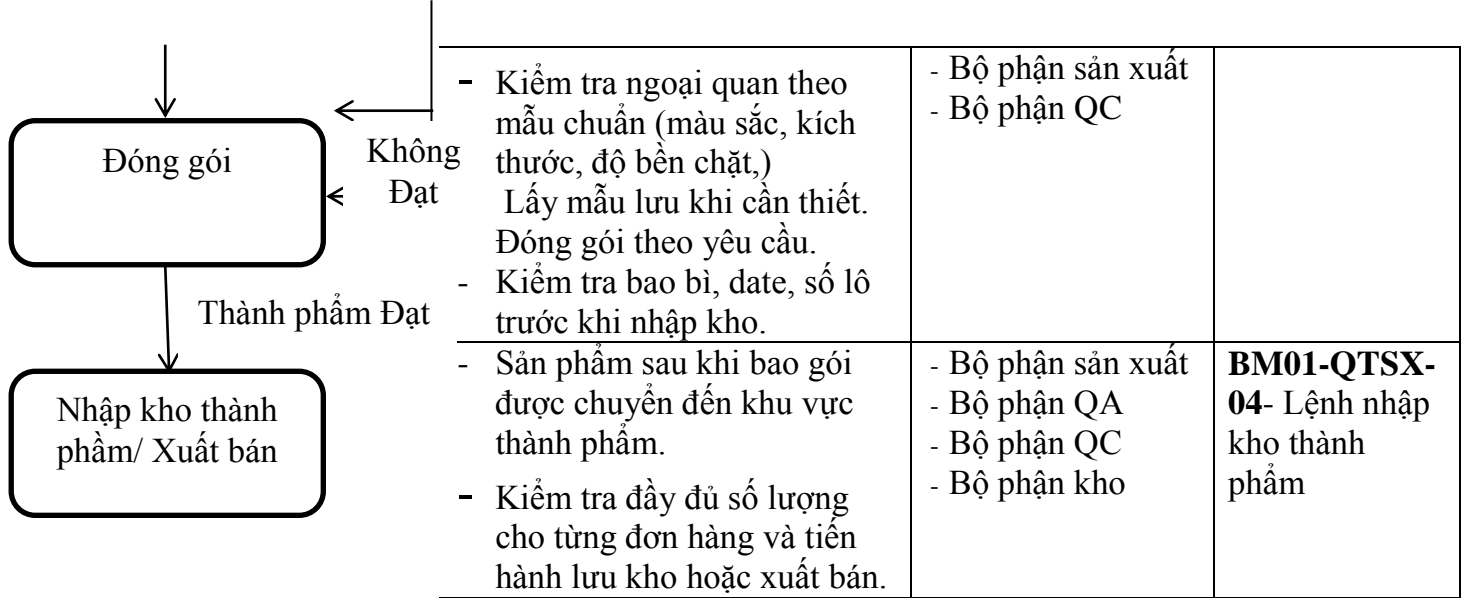 Đóng gói
Không
Đạt
Thành phẩm Đạt
- Kiểm tra ngoại quan theo
mẫu chuẩn (màu sắc, kích
thước, độ bền chặt,)
Lấy mẫu lưu khi cần thiết.
Đóng gói theo yêu cầu.
- Kiểm tra bao bì, date, số lô
trước khi nhập kho.
- Bộ phận sản xuất
- Bộ phận QC
Nhập kho thành
phầm/ Xuất bán
- Sản phẩm sau khi bao gói
được chuyển đến khu vực
thành phẩm.
- Kiểm tra đầy đủ số lượng
cho từng đơn hàng và tiến
hành lưu kho hoặc xuất bán.
- Bộ phận sản xuất
- Bộ phận QA
- Bộ phận QC
- Bộ phận kho
BM01-QTSX-
04- Lệnh nhập
kho thành
phẩm